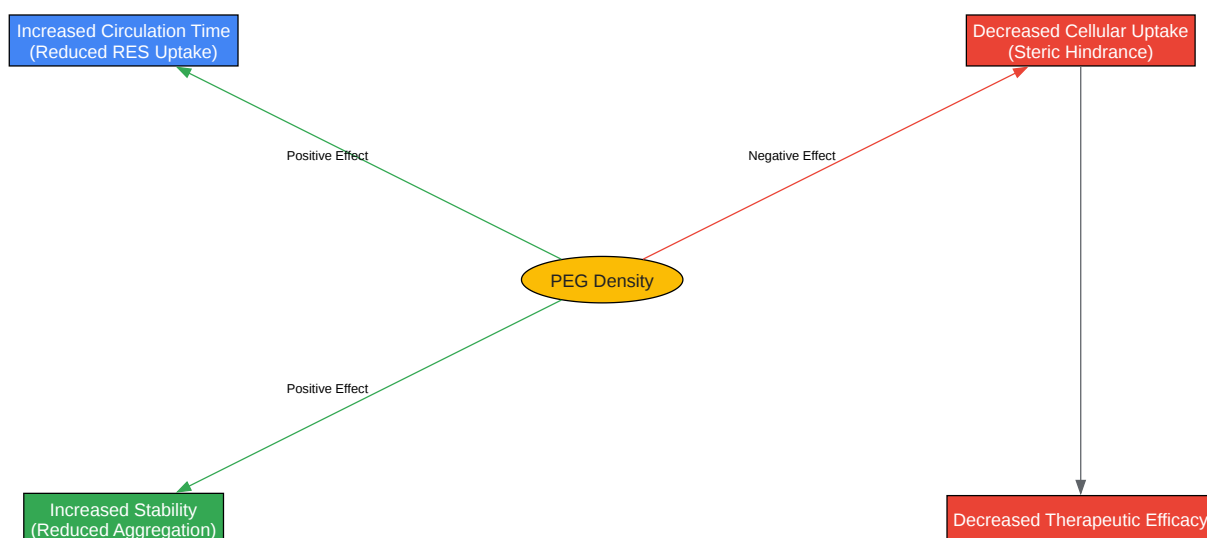 Increased Circulation Time
(Reduced RES Uptake)
Decreased Cellular Uptake
(Steric Hindrance)
Positive Effect
Negative Effect
PEG Density
Positive Effect
Increased Stability
(Reduced Aggregation)
Decreased Therapeutic Efficacy